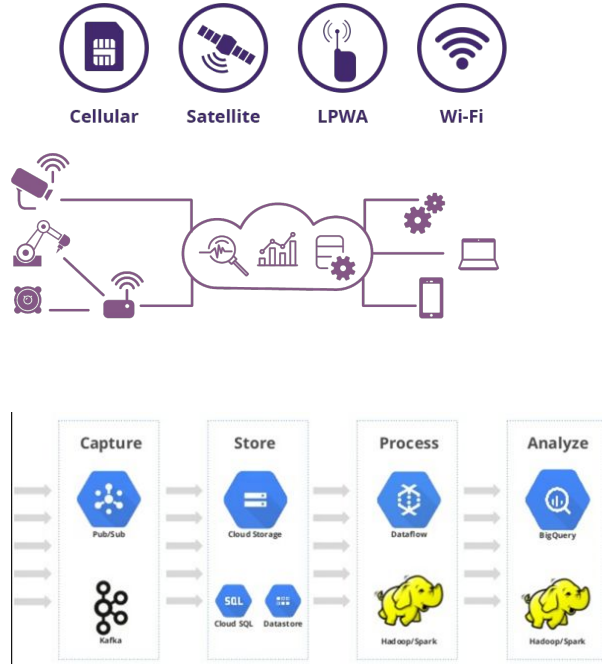 Cellular Satellite LPWA Wi-Fi
Capture Store Process Analyze
Pub/Sub Cloud Storage Dataflow BigQuery
SQL
Cloud SQL Datastore
Kafka Hadoop/Spark Hadoop/Spark